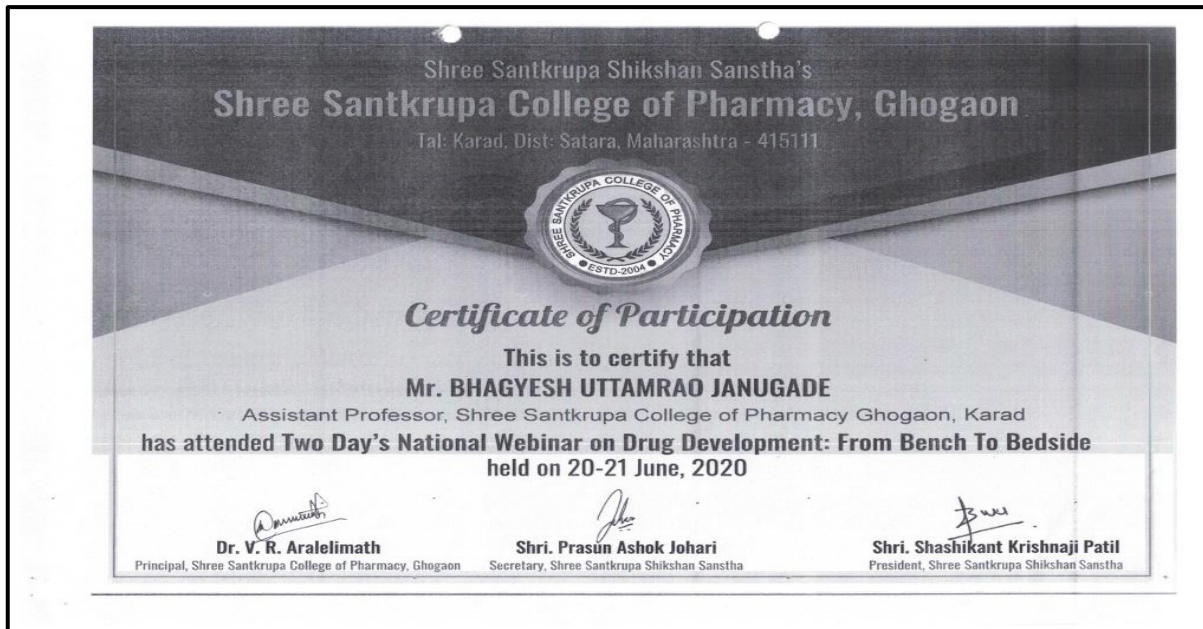 Shree Santkrupa Shikshan Sanstha's
Shree Santkrupa College of Pharmacy, Ghogaon
Tal: Karad, Dist: Satara, Maharashtra - 415111
SHREE SANTKRUPA COLLEGE OF PHARMACY
ESTD-2004
Certificate of Participation
This is to certify that
Mr. BHAGYESH UTTAMRAO JANUGADE
Assistant Professor, Shree Santkrupa College of Pharmacy Ghogaon, Karad
has attended Two Day's National Webinar on Drug Development: From Bench To Bedside
held on 20-21 June, 2020
Dr. V. R. Aralelimath
Principal, Shree Santkrupa College of Pharmacy, Ghogaon
Shri. Prasun Ashok Johari
Secretary, Shree Santkrupa Shikshan Sanstha
Shri. Shashikant Krishnaji Patil
President, Shree Santkrupa Shikshan Sanstha